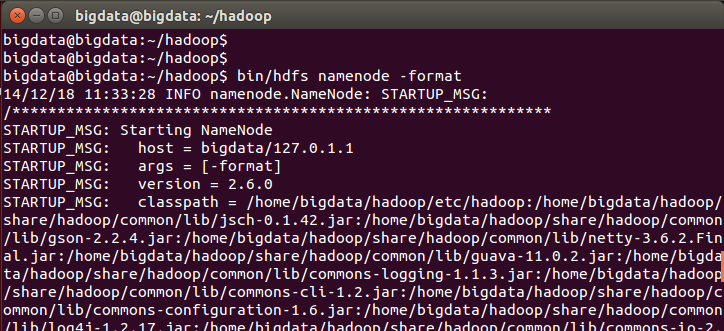 bigdata@bigdata: ~/hadoop
bigdata@bigdata:~/hadoop$
bigdata@bigdata:~/hadoop$
bigdata@bigdata:~/hadoop$ bin/hdfs namenode -format
14/12/18 11:33:28 INFO namenode.NameNode: STARTUP_MSG:
/************************************************************
STARTUP_MSG: Starting NameNode
STARTUP_MSG:   host = bigdata/127.0.1.1
STARTUP_MSG:   args = [-format]
STARTUP_MSG:   version = 2.6.0
STARTUP_MSG:   classpath = /home/bigdata/hadoop/etc/hadoop:/home/bigdata/hadoop/
share/hadoop/common/lib/jsch-0.1.42.jar:/home/bigdata/hadoop/share/hadoop/common
/lib/gson-2.2.4.jar:/home/bigdata/hadoop/share/hadoop/common/lib/netty-3.6.2.Fin
al.jar:/home/bigdata/hadoop/share/hadoop/common/lib/guava-11.0.2.jar:/home/bigda
ta/hadoop/share/hadoop/common/lib/commons-logging-1.1.3.jar:/home/bigdata/hadoop
/share/hadoop/common/lib/commons-cli-1.2.jar:/home/bigdata/hadoop/share/hadoop/c
ommon/lib/commons-configuration-1.6.jar:/home/bigdata/hadoop/share/hadoop/common
/lib/log4j-1.2.17.jar:/home/bigdata/hadoop/share/hadoop/common/lib/commons-io-2.